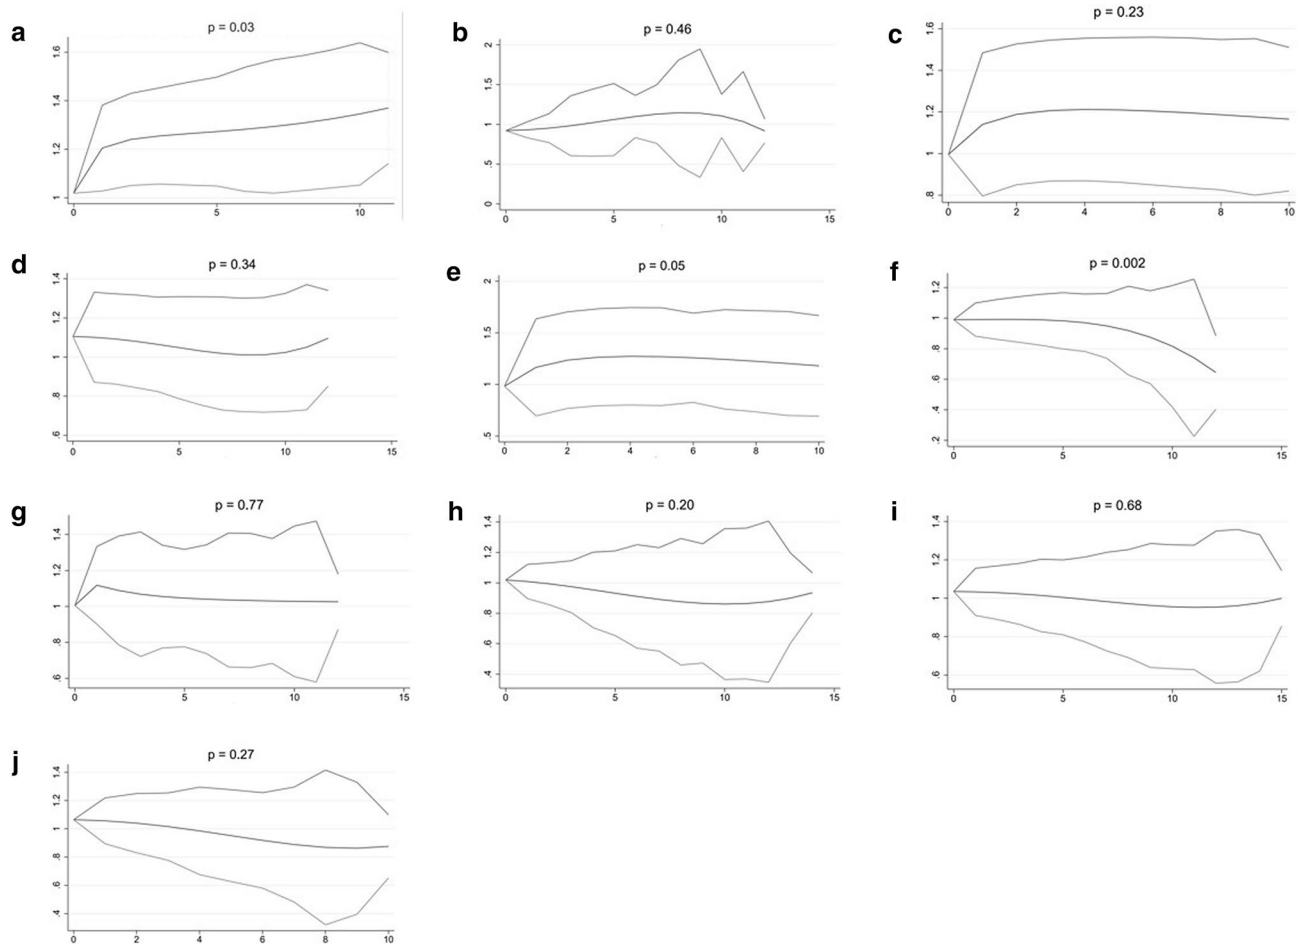 a
p = 0.03
1 1.2 1.4 1.6
0 5 10
b
p = 0.46
0 .5 1 1.5 2
0 5 10 15
c
p = 0.23
.8 1 1.2 1.4 1.6
0 2 4 6 8 10
d
p = 0.34
.6 .8 1 1.2 1.4
0 5 10 15
e
p = 0.05
.5 1 1.5 2
0 2 4 6 8 10
f
p = 0.002
.2 .4 .6 .8 1 1.2
0 5 10 15
g
p = 0.77
.6 .8 1 1.2 1.4
0 5 10 15
h
p = 0.20
.4 .6 .8 1 1.2 1.4
0 5 10 15
i
p = 0.68
.6 .8 1 1.2 1.4
0 5 10 15
j
p = 0.27
.4 .6 .8 1 1.2 1.4
0 2 4 6 8 10